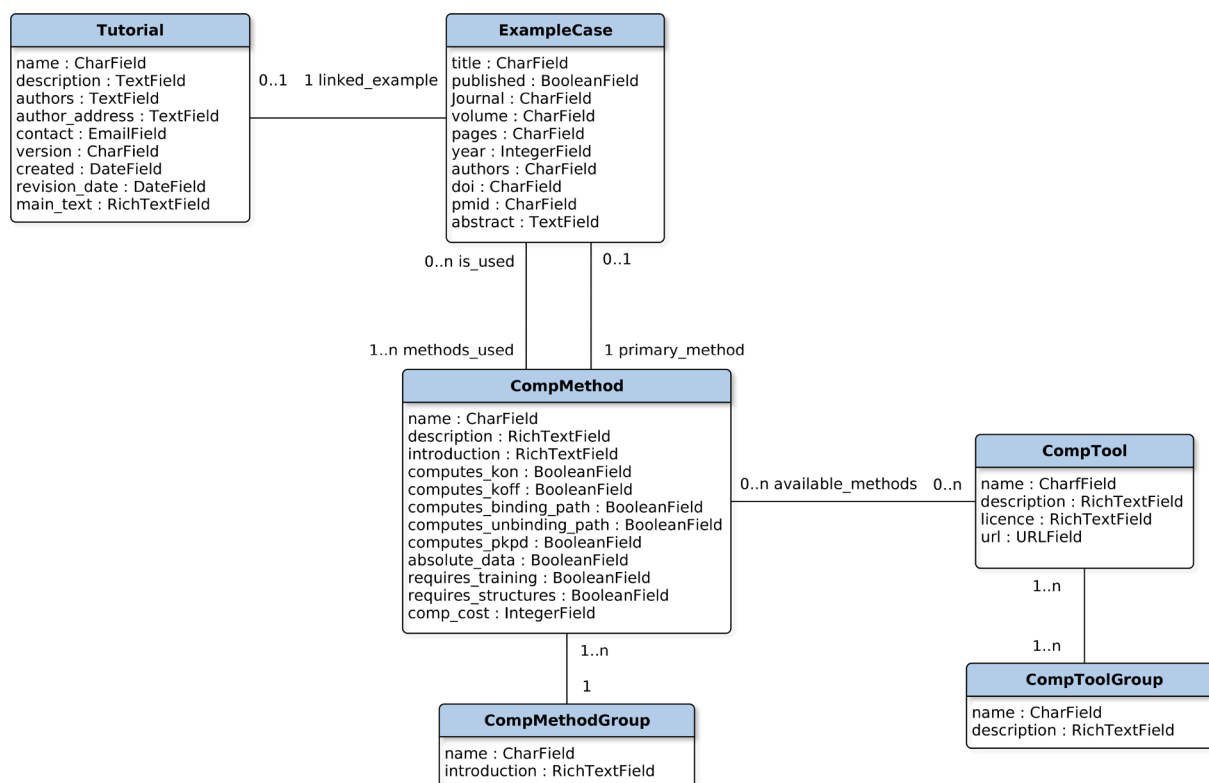 Tutorial
name : CharField
description : TextField
authors : TextField
author_address : TextField
contact : EmailField
version : CharField
created : DateField
revision_date : DateField
main_text : RichTextField
0..1
1 linked_example
ExampleCase
title : CharField
published : BooleanField
Journal : CharField
volume : CharField
pages : CharField
year : IntegerField
authors : CharField
doi : CharField
pmid : CharField
abstract : TextField
0..n is_used
0..1
1..n methods_used
1 primary_method
CompMethod
name : CharField
description : RichTextField
introduction : RichTextField
computes_kon : BooleanField
computes_koff : BooleanField
computes_binding_path : BooleanField
computes_unbinding_path : BooleanField
computes_pkpd : BooleanField
absolute_data : BooleanField
requires_training : BooleanField
requires_structures : BooleanField
comp_cost : IntegerField
0..n available_methods
0..n
CompTool
name : CharfField
description : RichTextField
licence : RichTextField
url : URLField
1..n
1..n
CompToolGroup
name : CharField
description : RichTextField
1..n
1
CompMethodGroup
name : CharField
introduction : RichTextField